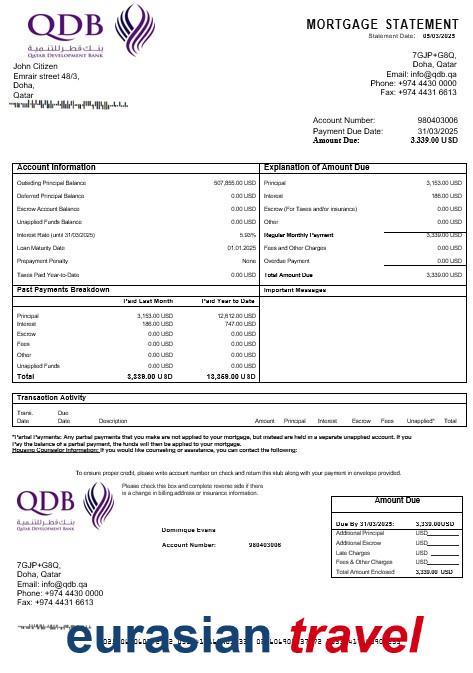 QDB
بنك قطر للتنمية
QATAR DEVELOPMENT BANK
MORTGAGE STATEMENT
Statement Date: 05/03/2025
John Citizen
Emrair street 48/3,
Doha,
Qatar
7GJP+G8Q,
Doha, Qatar
Email: info@qdb.qa
Phone: +974 4430 0000
Fax: +974 4431 6613
Account Number: 980403006
Payment Due Date: 31/03/2025
Amount Due: 3,339.00 USD
Account Information
Outsding Principal Balance 507,855.00 USD
Deferred Principal Balance 0.00 USD
Escrow Account Balance 0.00 USD
Unapplied Funds Balance 0.00 USD
Interest Rate (until 31/03/2025) 5.93%
Loan Maturity Date 01.01.2025
Prepayment Penalty None
Taxes Paid Year-to-Date 0.00 USD
Explanation of Amount Due
Principal 3,153.00 USD
Interest 186.00 USD
Escrow (For Taxes and/or insurance) 0.00 USD
Other 0.00 USD
Regular Monthly Payment 3,339.00 USD
Fees and Other Charges 0.00 USD
Overdue Payment 0.00 USD
Total Amount Due 3,339.00 USD
Past Payments Breakdown
Paid Last Month Paid Year to Date
Principal 3,153.00 USD 12,612.00 USD
Interest 186.00 USD 747.00 USD
Escrow 0.00 USD 0.00 USD
Fees 0.00 USD 0.00 USD
Other 0.00 USD 0.00 USD
Unapplied Funds 0.00 USD 0.00 USD
Total 3,339.00 USD 13,359.00 USD
Important Messages
Transaction Activity
Trans. Date Due Date Description Amount Principal Interest Escrow Fees Unapplied* Total
*Partial Payments: Any partial payments that you make are not applied to your mortgage, but instead are held in a separate unapplied account. If you
Pay the balance of a partial payment, the funds will then be applied to your mortgage.
Housing Counselor Information: If you would like counseling or assistance, you can contact the following:
To ensure proper credit, please write account number on check and return this stub along with your payment in envelope provided.
QDB
بنك قطر للتنمية
QATAR DEVELOPMENT BANK
Please check this box and complete reverse side if there
is a change in billing address or insurance information.
Dominique Evans
Account Number: 980403006
Amount Due
Due By 31/03/2025: 3,339.00USD
Additional Principal USD
Additional Escrow USD
Late Charges USD
Fees & Other Charges USD
Total Amount Enclosed 3,339.00 USD
7GJP+G8Q,
Doha, Qatar
Email: info@qdb.qa
Phone: +974 4430 0000
Fax: +974 4431 6613
eurasian travel